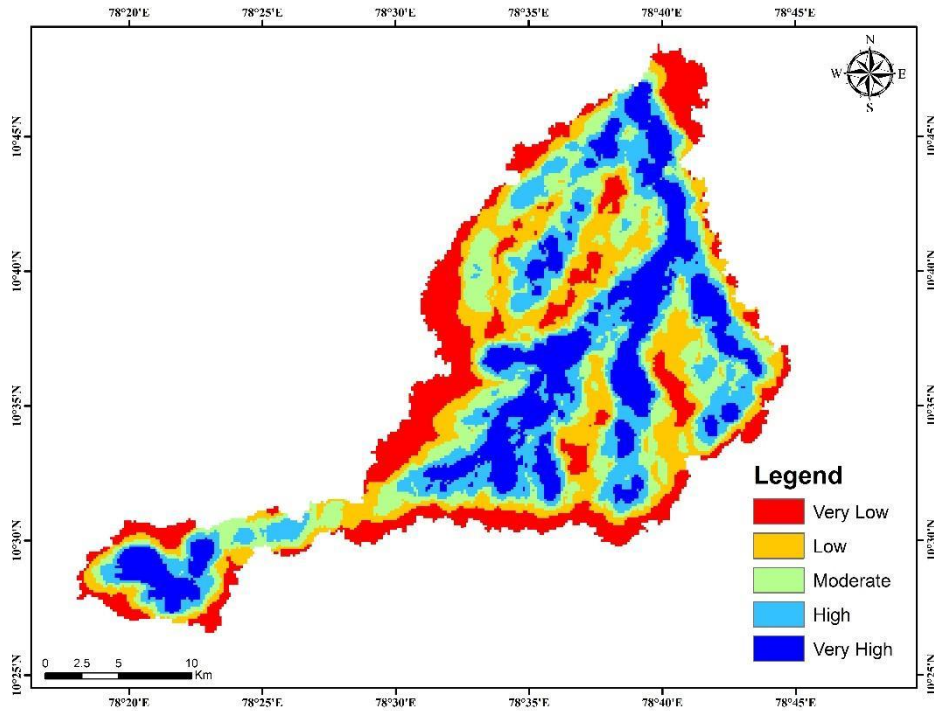 78°20'E 78°25'E 78°30'E 78°35'E 78°40'E 78°45'E
N
W E
S
10°45'N 10°45'N
10°40'N 10°40'N
10°35'N 10°35'N
10°30'N 10°30'N
10°25'N 10°25'N
Legend
Very Low
Low
Moderate
High
Very High
0 2.5 5 10
Km
78°20'E 78°25'E 78°30'E 78°35'E 78°40'E 78°45'E